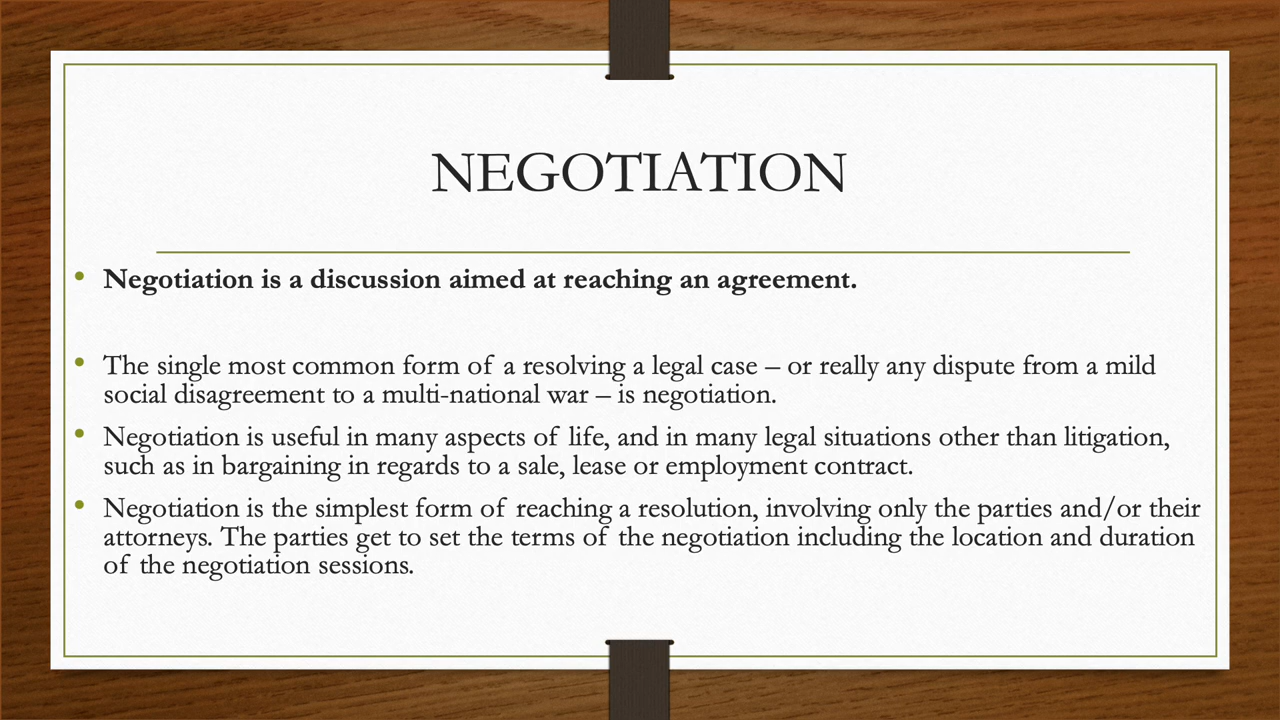 NEGOTIATION
• Negotiation is a discussion aimed at reaching an agreement.
• The single most common form of a resolving a legal case – or really any dispute from a mild
social disagreement to a multi-national war – is negotiation.
• Negotiation is useful in many aspects of life, and in many legal situations other than litigation,
such as in bargaining in regards to a sale, lease or employment contract.
• Negotiation is the simplest form of reaching a resolution, involving only the parties and/or their
attorneys. The parties get to set the terms of the negotiation including the location and duration
of the negotiation sessions.